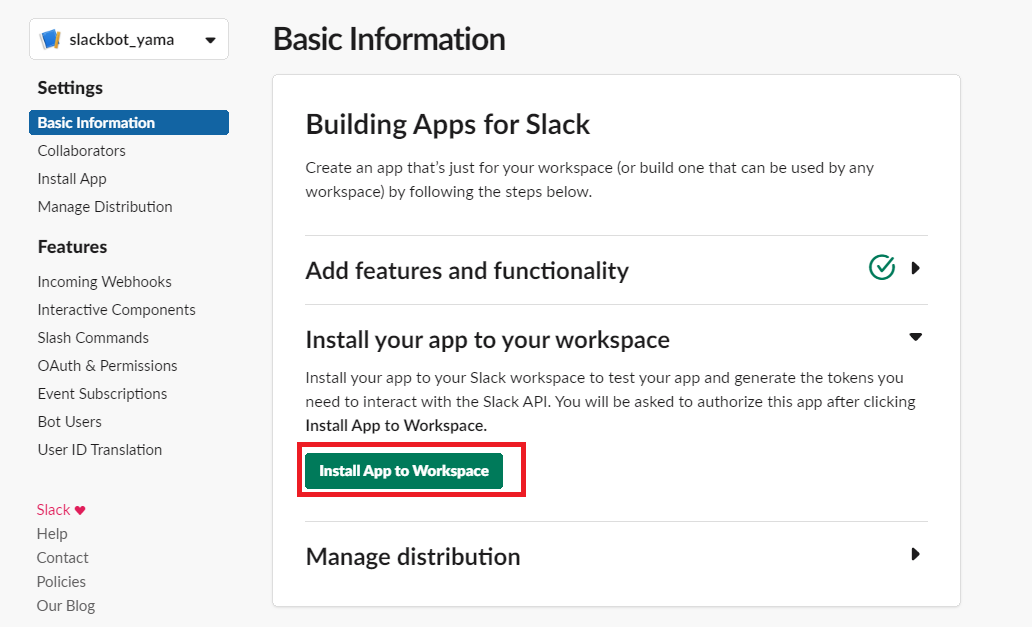 slackbot_yama
Settings
Basic Information
Collaborators
Install App
Manage Distribution
Features
Incoming Webhooks
Interactive Components
Slash Commands
OAuth & Permissions
Event Subscriptions
Bot Users
User ID Translation
Slack ♥
Help
Contact
Policies
Our Blog
Basic Information
Building Apps for Slack
Create an app that’s just for your workspace (or build one that can be used by any
workspace) by following the steps below.
Add features and functionality
Install your app to your workspace
Install your app to your Slack workspace to test your app and generate the tokens you
need to interact with the Slack API. You will be asked to authorize this app after clicking
Install App to Workspace.
Install App to Workspace
Manage distribution